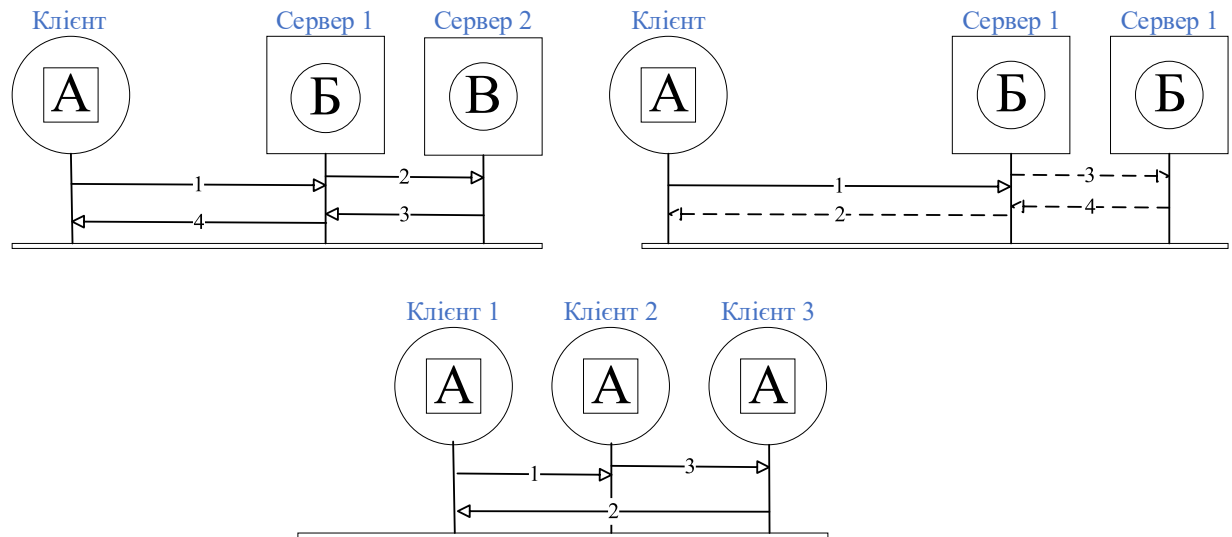 Клієнт Сервер 1 Сервер 2
А Б В
1 2
4 3
Клієнт Сервер 1 Сервер 1
А Б Б
1 3
2 4
Клієнт 1 Клієнт 2 Клієнт 3
А А А
1 3
2